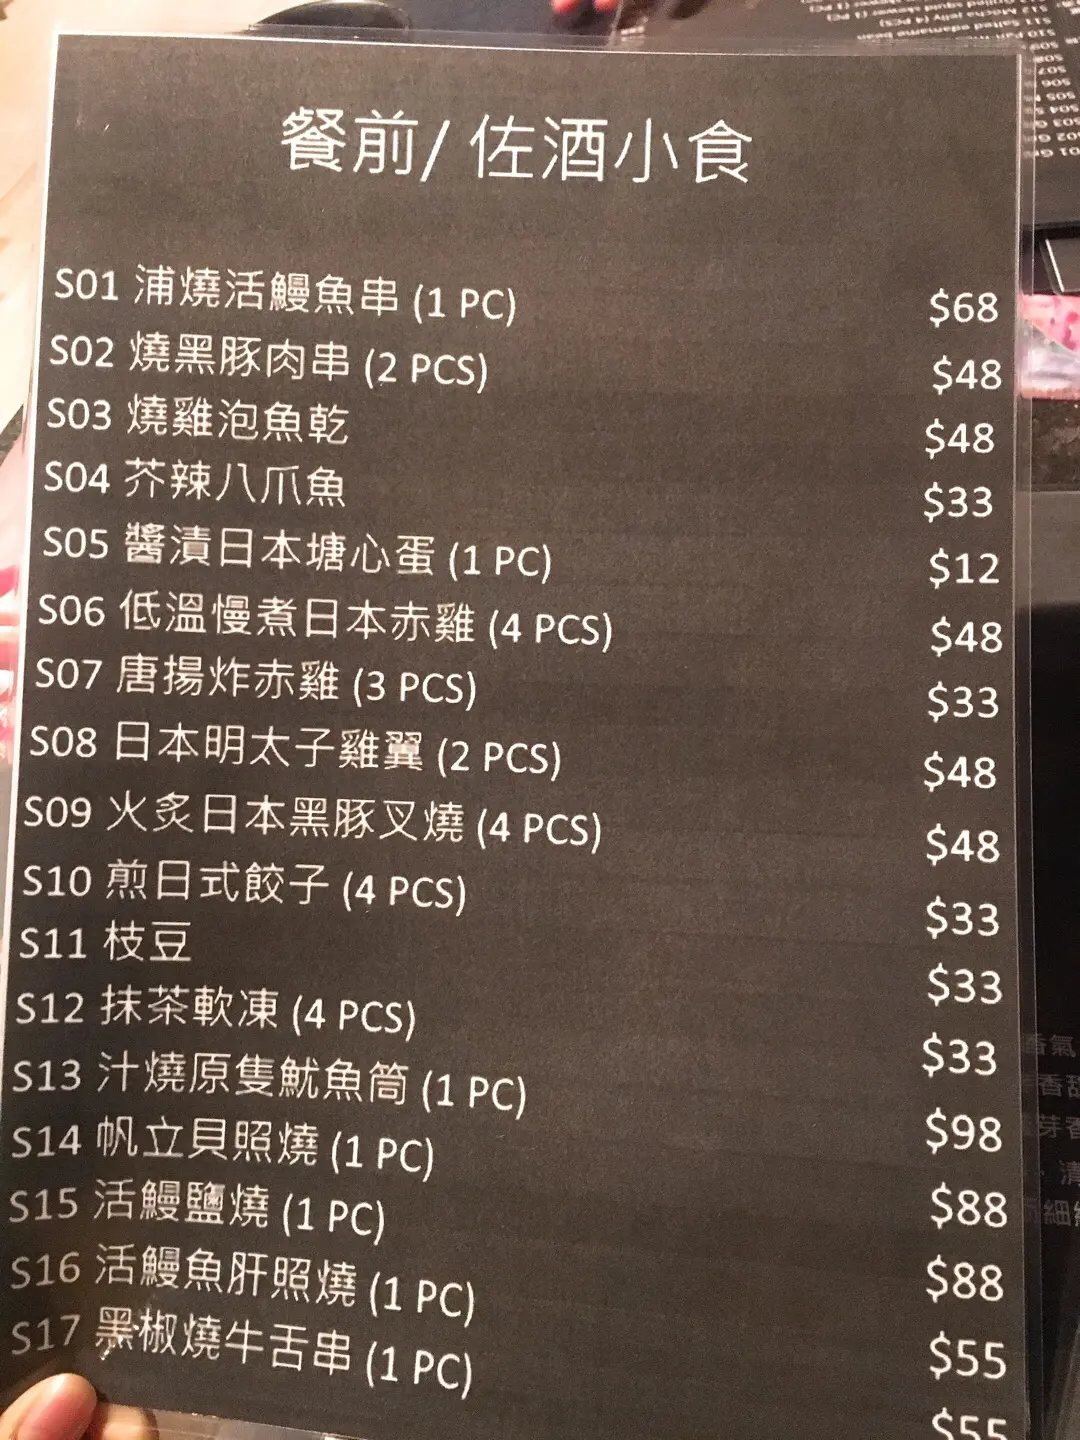 餐前/ 佐酒小食
S01 浦燒活鰻魚串 (1 PC) $68
S02 燒黑豚肉串 (2 PCS) $48
S03 燒雞泡魚乾 $48
S04 芥辣八爪魚 $33
S05 醬漬日本塘心蛋 (1 PC) $12
S06 低溫慢煮日本赤雞 (4 PCS) $48
S07 唐揚炸赤雞 (3 PCS) $33
S08 日本明太子雞翼 (2 PCS) $48
S09 火炙日本黑豚叉燒 (4 PCS) $48
S10 煎日式餃子 (4 PCS) $33
S11 枝豆 $33
S12 抹茶軟凍 (4 PCS) $33
S13 汁燒原隻魷魚筒 (1 PC) $98
S14 帆立貝照燒 (1 PC) $88
S15 活鰻鹽燒 (1 PC) $88
S16 活鰻魚肝照燒 (1 PC) $55
S17 黑椒燒牛舌串 (1 PC) $55